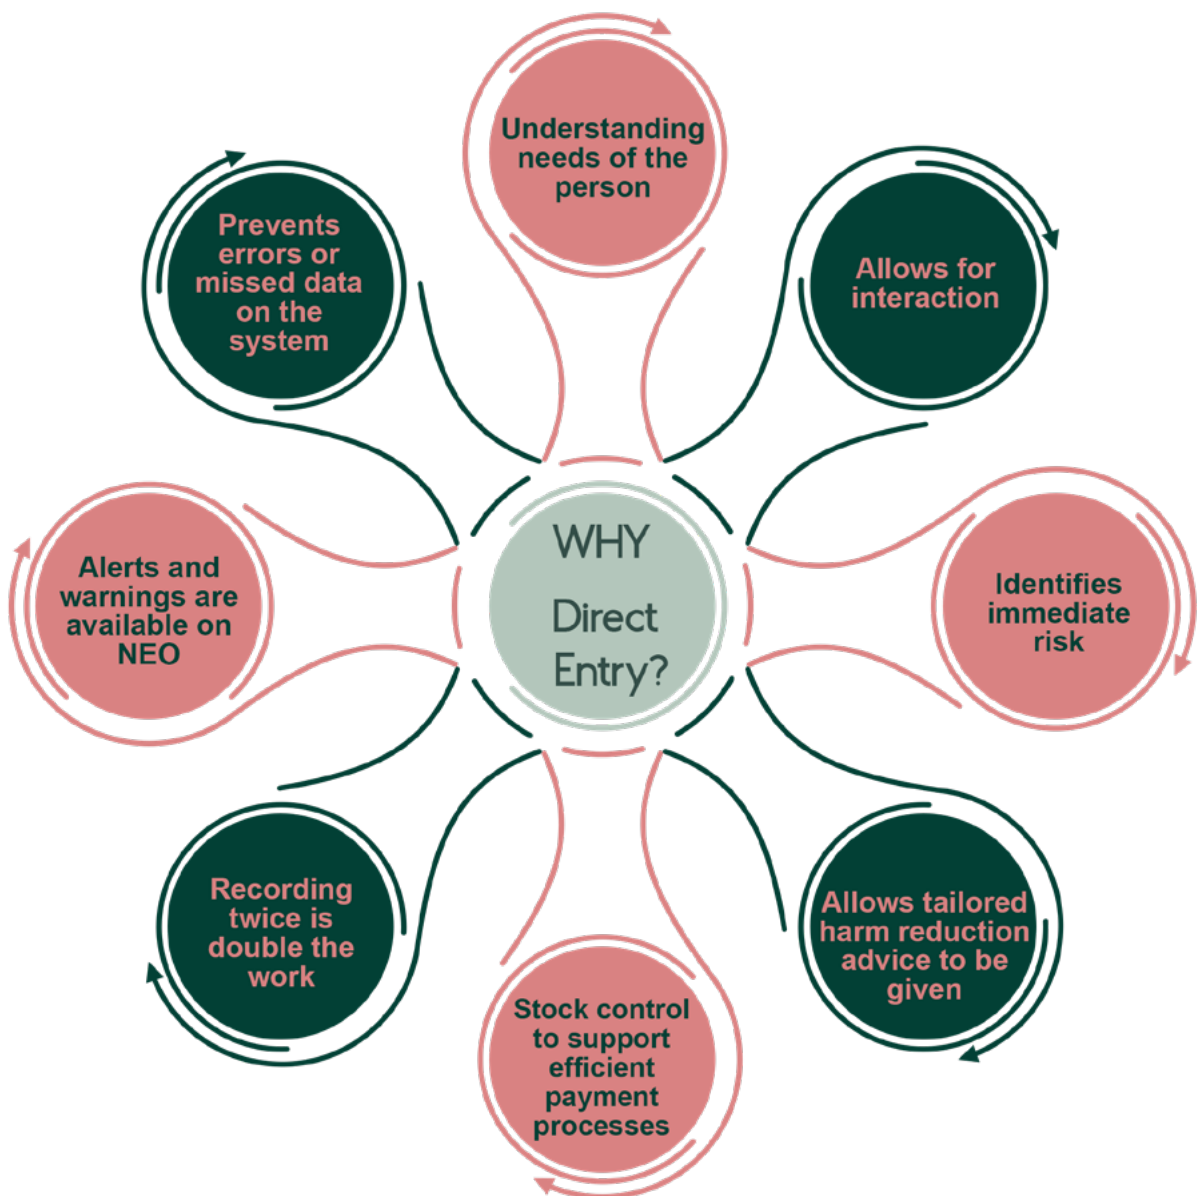 Understanding
needs of the
person
Allows for
interaction
Identifies
immediate
risk
Allows tailored
harm reduction
advice to be
given
Stock control
to support
efficient
payment
processes
Recording
twice is
double the
work
Alerts and
warnings are
available on
NEO
Prevents
errors or
missed data
on the
system
WHY
Direct
Entry?